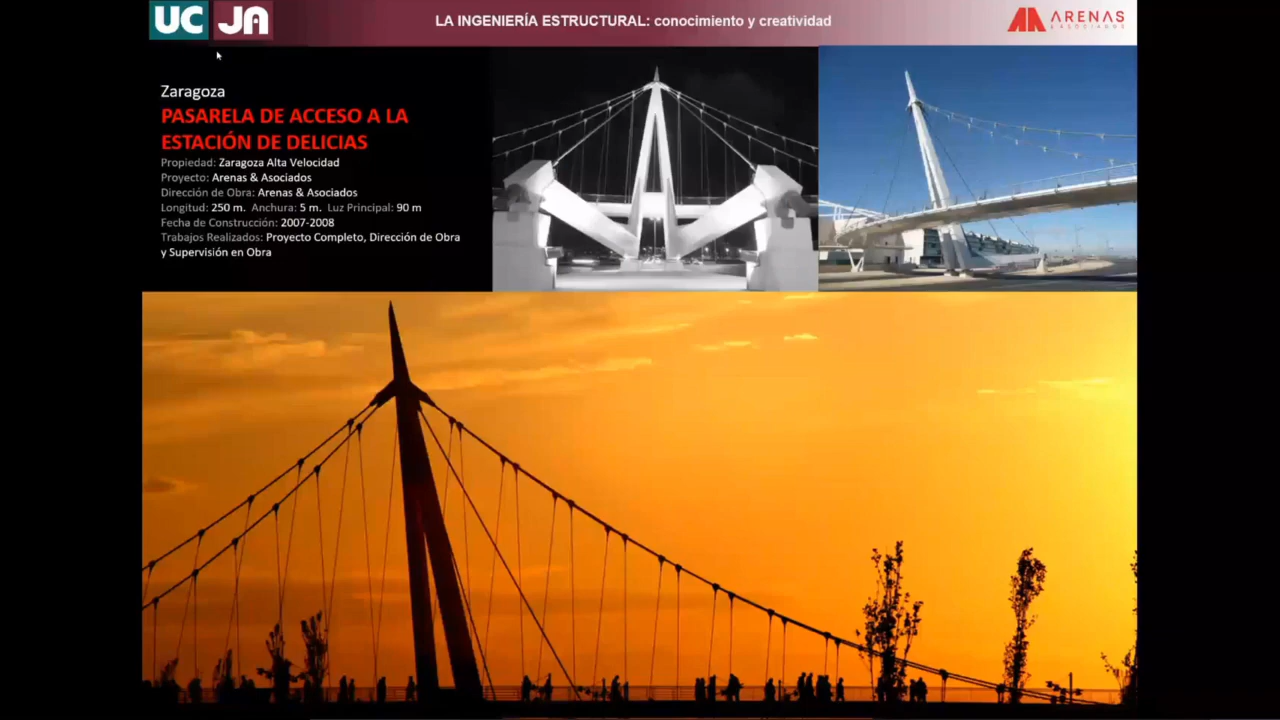 UC JA
LA INGENIERÍA ESTRUCTURAL: conocimiento y creatividad
ARENAS
& ASOCIADOS
Zaragoza
PASARELA DE ACCESO A LA
ESTACIÓN DE DELICIAS
Propiedad: Zaragoza Alta Velocidad
Proyecto: Arenas & Asociados
Dirección de Obra: Arenas & Asociados
Longitud: 250 m. Anchura: 5 m. Luz Principal: 90 m
Fecha de Construcción: 2007-2008
Trabajos Realizados: Proyecto Completo, Dirección de Obra
y Supervisión en Obra